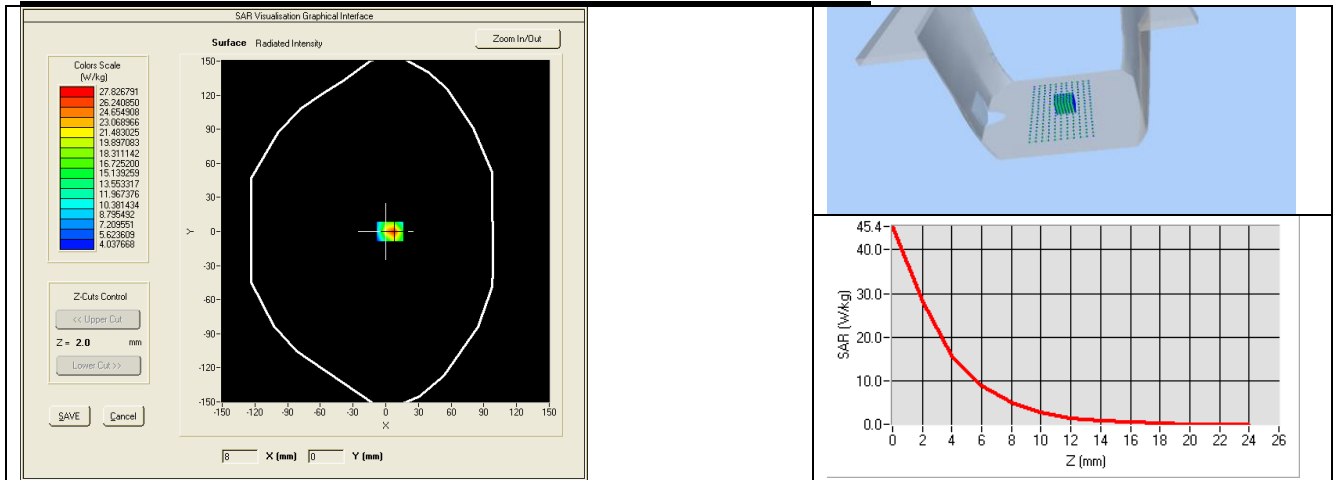 SAR Visualisation Graphical Interface
Surface Radiated Intensity
Zoom In/Out
Colors Scale
(W/kg)
27.826791
26.240850
24.654908
23.068966
21.483025
19.897083
18.311142
16.725200
15.139259
13.553317
11.967376
10.381434
8.795492
7.209551
5.623609
4.037668
Z-Cuts Control
<< Upper Cut
Z = 2.0 mm
Lower Cut >>
SAVE Cancel
150
120
90
60
30
0
-30
-60
-90
-120
-150
Y
-150 -120 -90 -60 -30 0 30 60 90 120 150
X
8 X (mm) 0 Y (mm)
45.4
40.0
30.0
20.0
10.0
0.0
SAR (W/kg)
0 2 4 6 8 10 12 14 16 18 20 22 24 26
Z (mm)